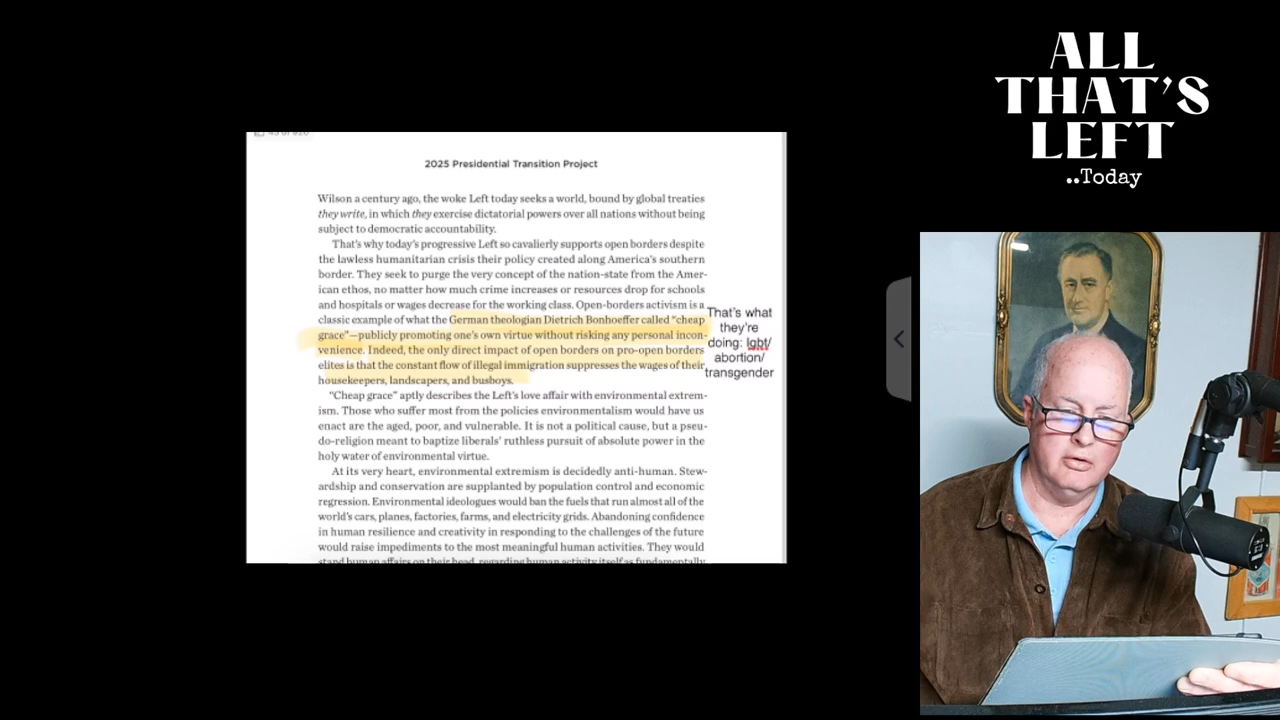 ALL
THAT'S
LEFT
..Today
2025 Presidential Transition Project
Wilson a century ago, the woke Left today seeks a world, bound by global treaties
they write, in which they exercise dictatorial powers over all nations without being
subject to democratic accountability.
That's why today's progressive Left so cavalierly supports open borders despite
the lawless humanitarian crisis their policy created along America's southern
border. They seek to purge the very concept of the nation-state from the Amer-
ican ethos, no matter how much crime increases or resources drop for schools
and hospitals or wages decrease for the working class. Open-borders activism is a
classic example of what the German theologian Dietrich Bonhoeffer called "cheap
grace"—publicly promoting one's own virtue without risking any personal incon-
venience. Indeed, the only direct impact of open borders on pro-open borders
elites is that the constant flow of illegal immigration suppresses the wages of their
housekeepers, landscapers, and busboys.
"Cheap grace" aptly describes the Left's love affair with environmental extrem-
ism. Those who suffer most from the policies environmentalism would have us
enact are the aged, poor, and vulnerable. It is not a political cause, but a pseu-
do-religion meant to baptize liberals' ruthless pursuit of absolute power in the
holy water of environmental virtue.
At its very heart, environmental extremism is decidedly anti-human. Stew-
ardship and conservation are supplanted by population control and economic
regression. Environmental ideologues would ban the fuels that run almost all of the
world's cars, planes, factories, farms, and electricity grids. Abandoning confidence
in human resilience and creativity in responding to the challenges of the future
would raise impediments to the most meaningful human activities. They would
stand human affairs on their head, regarding human activity itself as fundamentally
That's what
they're
doing: lgbt/
abortion/
transgender